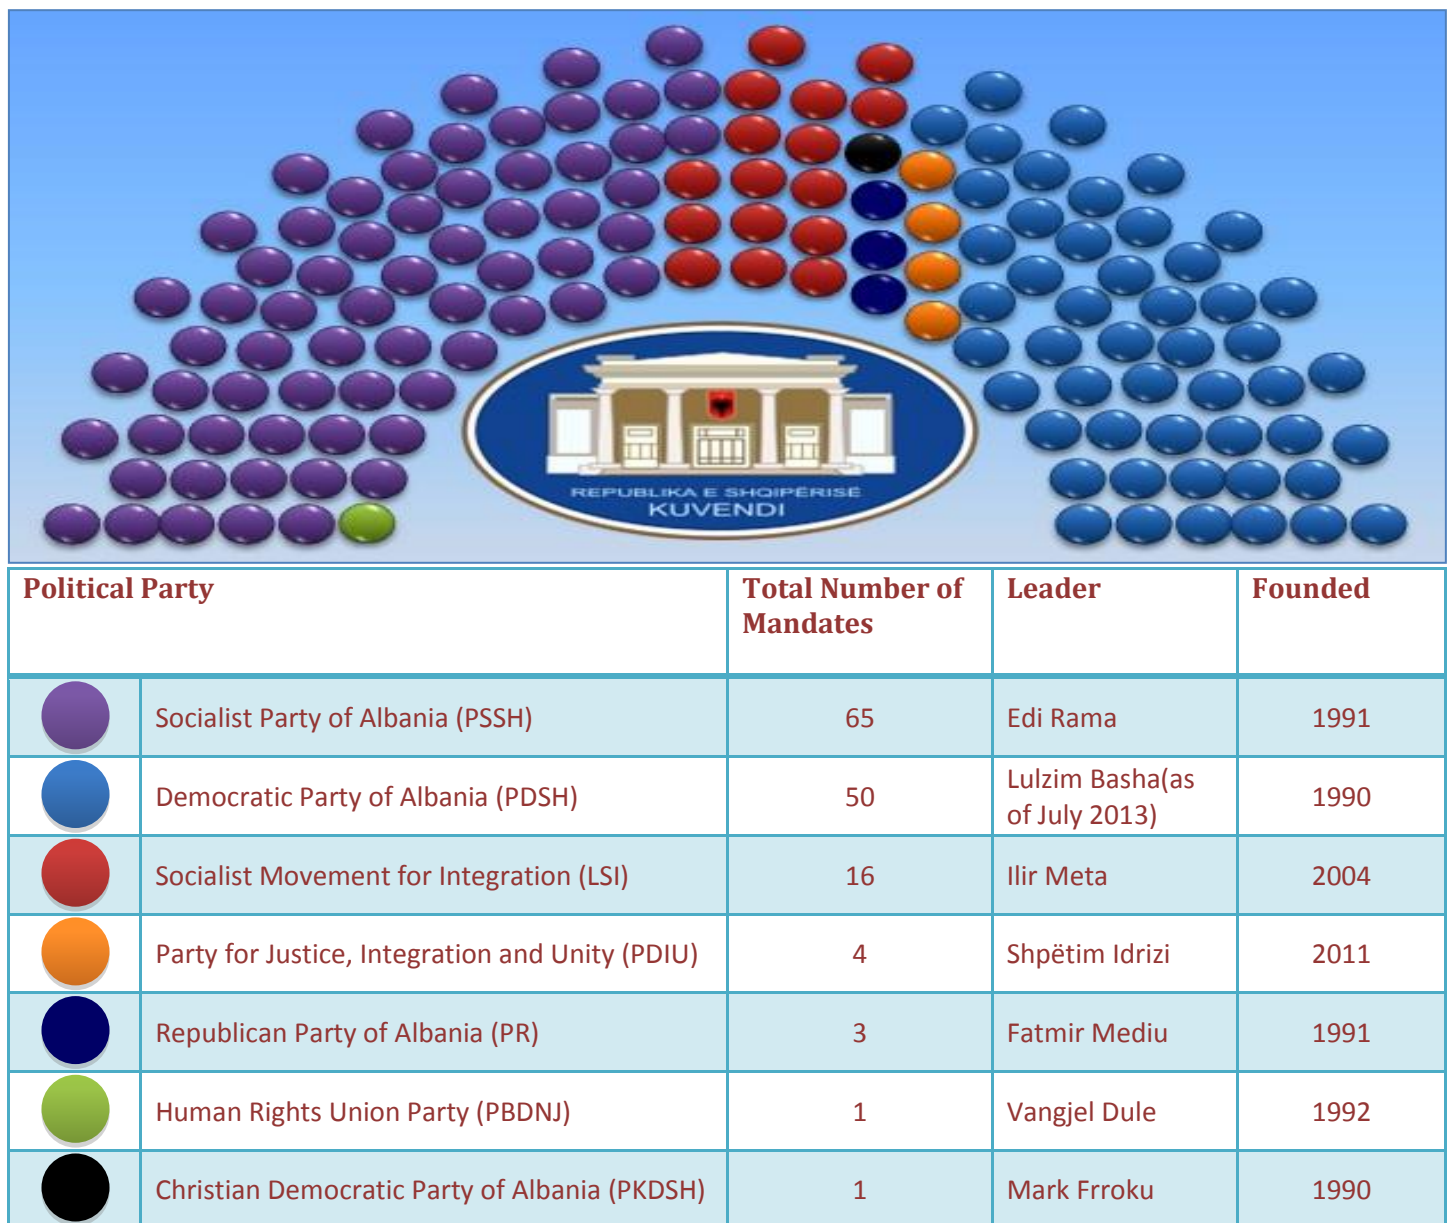 REPUBLIKA E SHQIPËRISË
KUVENDI
Political Party
Total Number of
Mandates
Leader
Founded
Socialist Party of Albania (PSSH)
65
Edi Rama
1991
Democratic Party of Albania (PDSH)
50
Lulzim Basha(as
of July 2013)
1990
Socialist Movement for Integration (LSI)
16
Ilir Meta
2004
Party for Justice, Integration and Unity (PDIU)
4
Shpëtim Idrizi
2011
Republican Party of Albania (PR)
3
Fatmir Mediu
1991
Human Rights Union Party (PBDNJ)
1
Vangjel Dule
1992
Christian Democratic Party of Albania (PKDSH)
1
Mark Frroku
1990